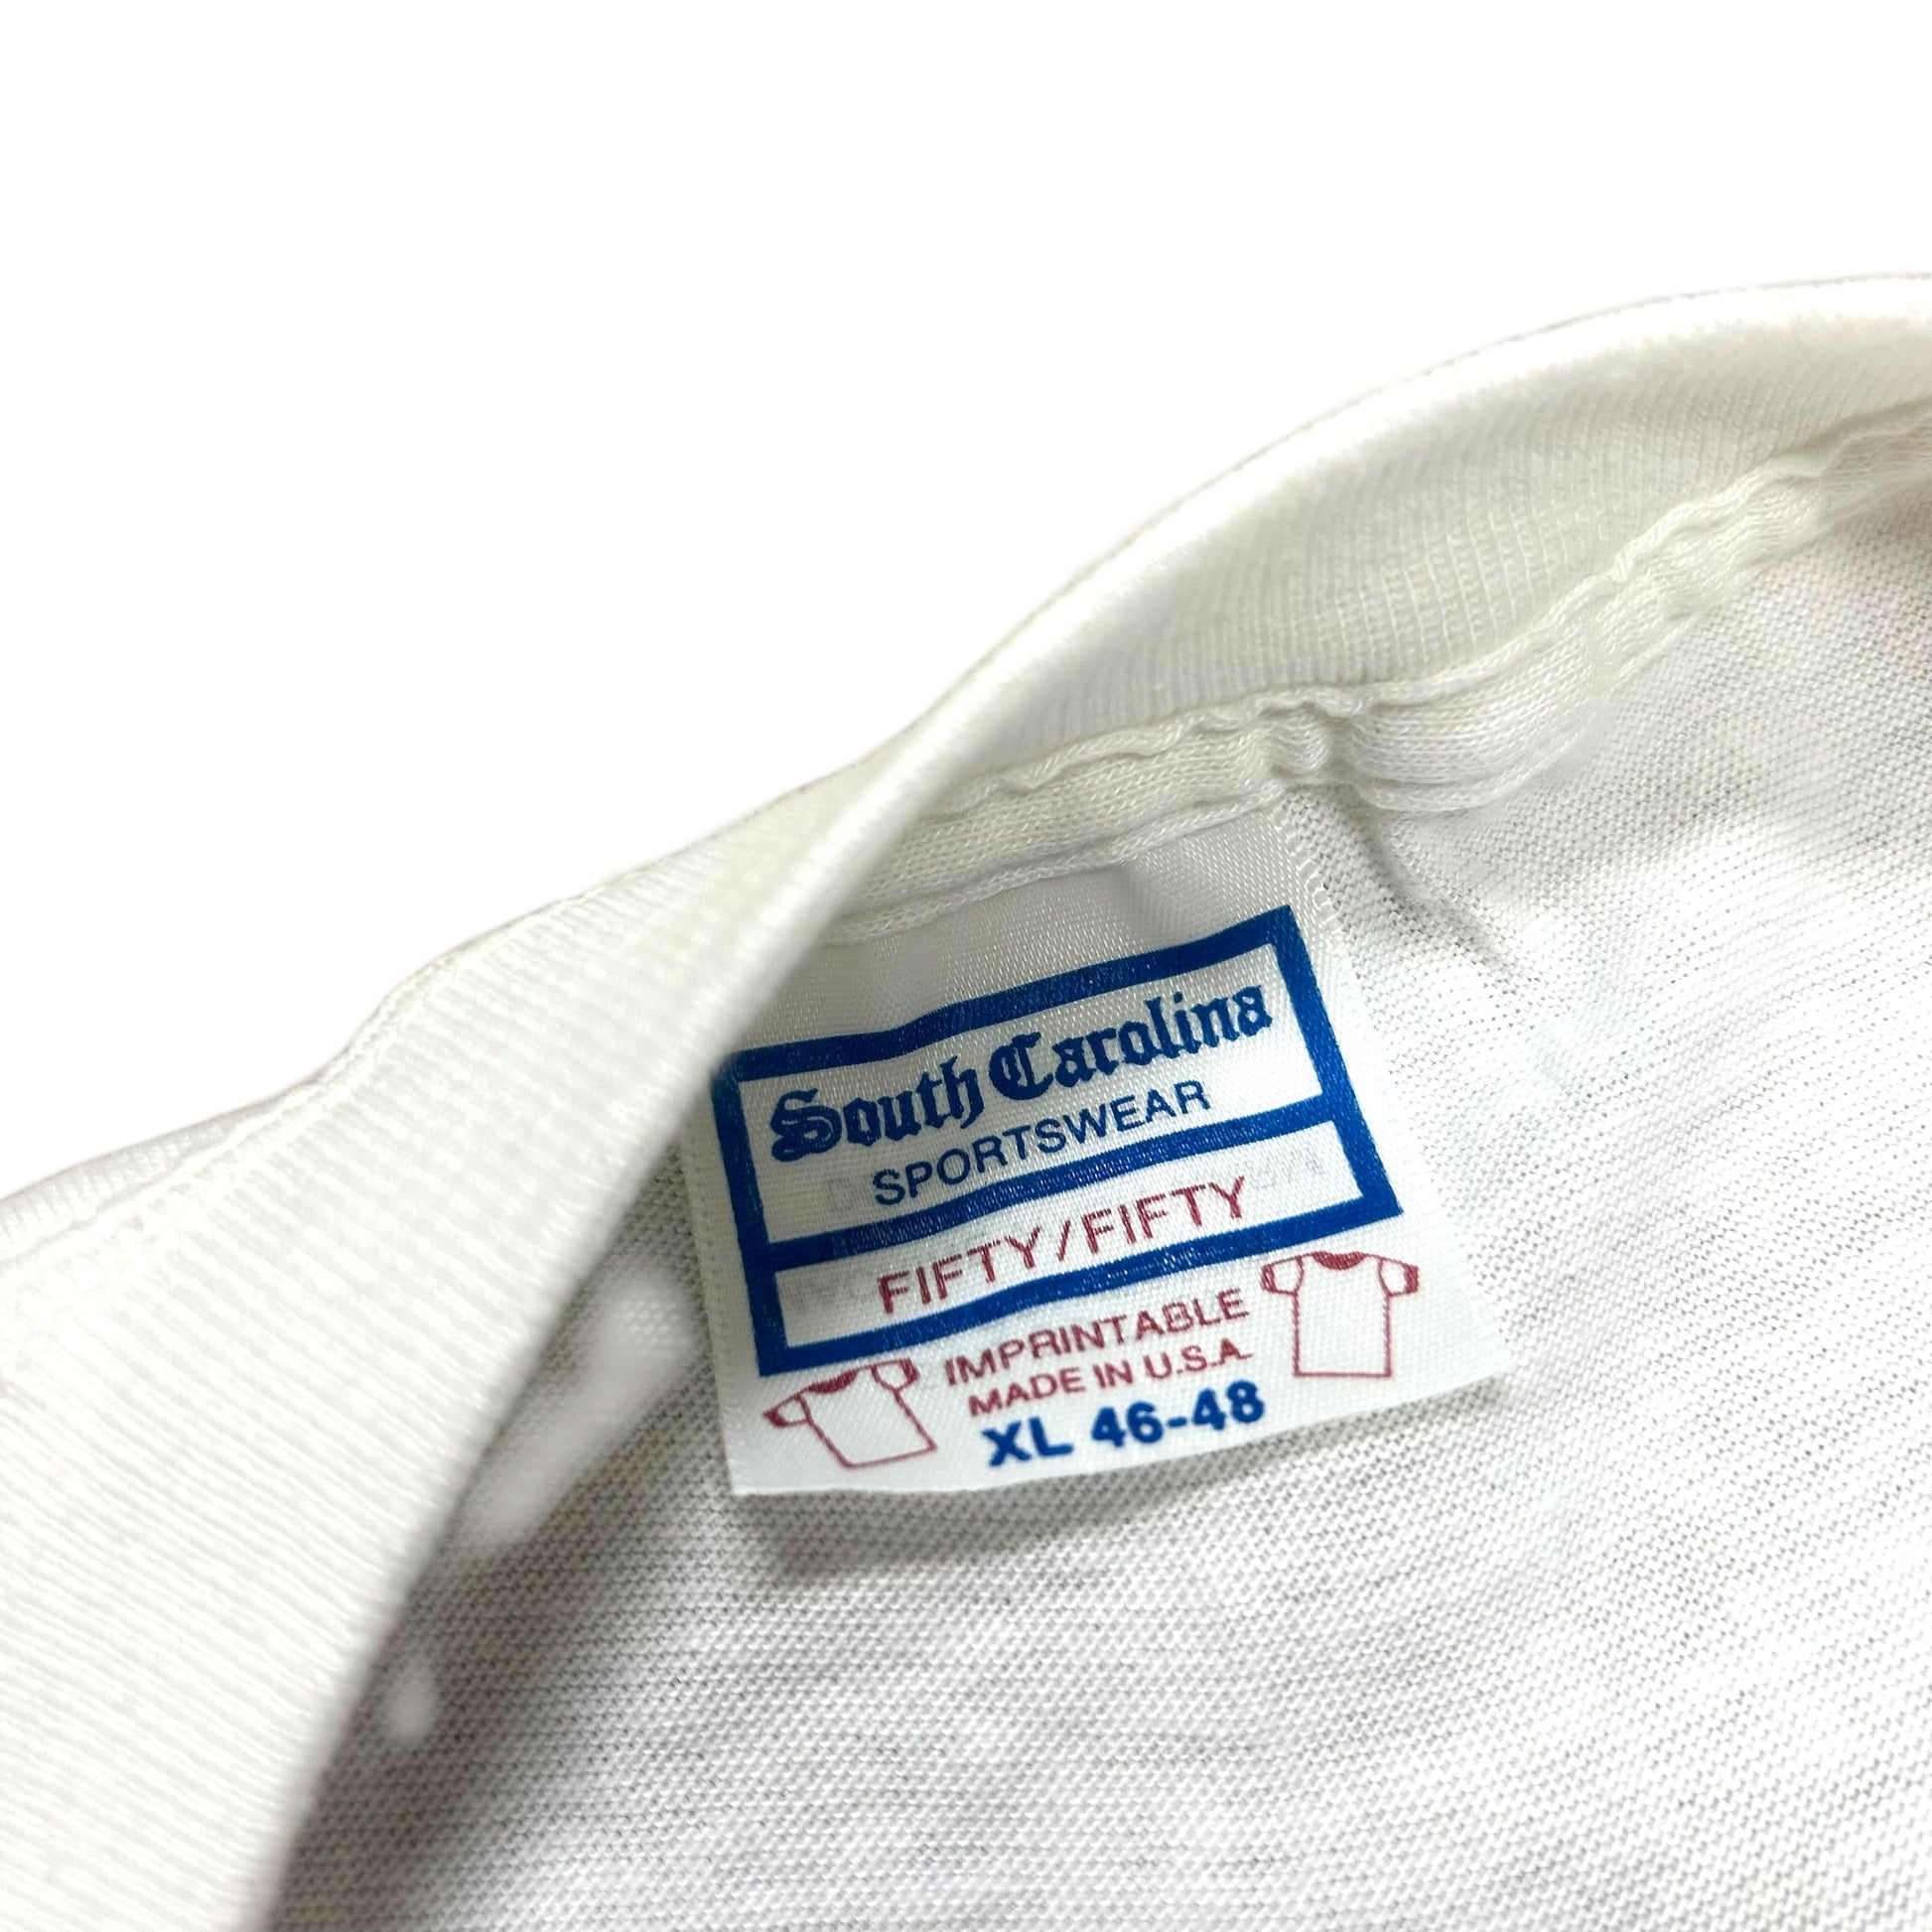 South Carolina
SPORTSWEAR
FIFTY/FIFTY
IMPRINTABLE
MADE IN U.S.A.
XL 46-48